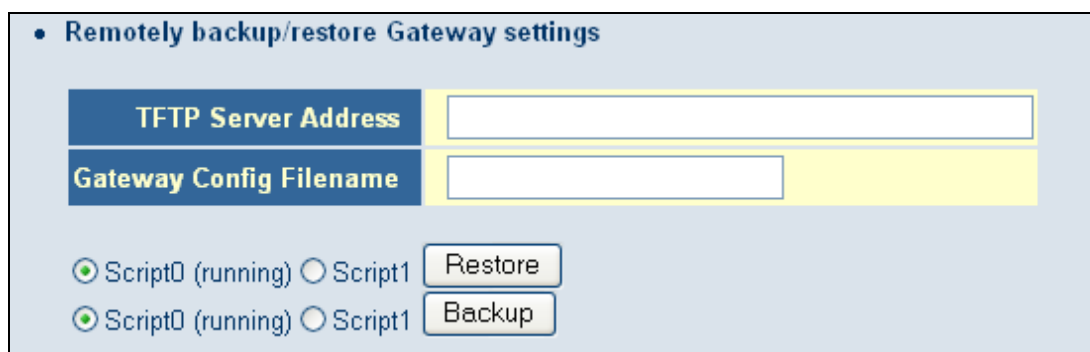 Remotely backup/restore Gateway settings
TFTP Server Address
Gateway Config Filename
Script0 (running) Script1 Restore
Script0 (running) Script1 Backup